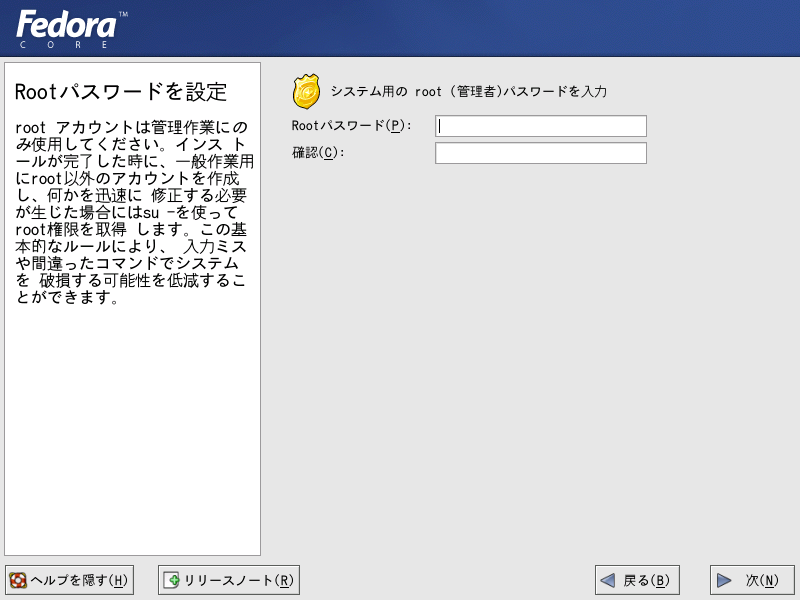 Fedora™
CORE
Rootパスワードを設定
root アカウントは管理作業にの
み使用してください。インス ト
ールが完了した時に、一般作業用
にroot以外のアカウントを作成
し、何かを迅速に 修正する必要
が生じた場合にはsu -を使って
root権限を取得 します。この基
本的なルールにより、 入力ミス
や間違ったコマンドでシステム
を 破損する可能性を低減するこ
とができます。
システム用の root (管理者)パスワードを入力
Rootパスワード(P):
確認(C):
ヘルプを隠す(H)
リリースノート(R)
戻る(B)
次(N)